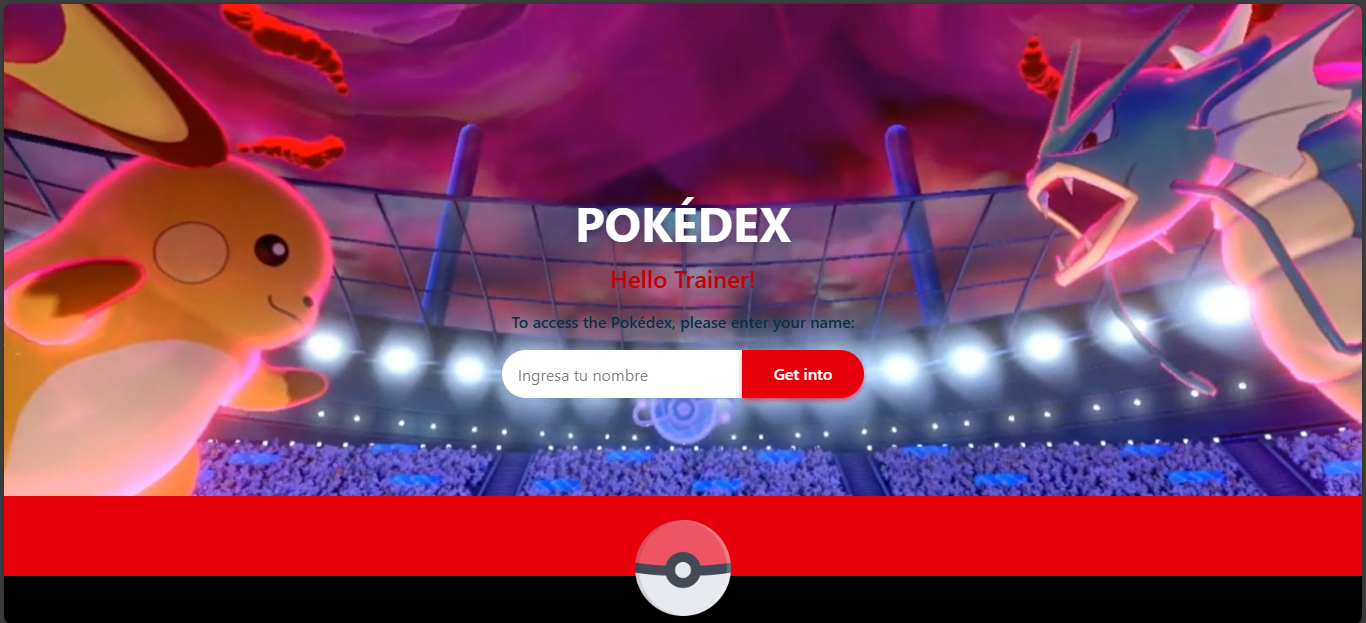 POKÉDEX
Hello Trainer!
To access the Pokédex, please enter your name:
Ingresa tu nombre Get into